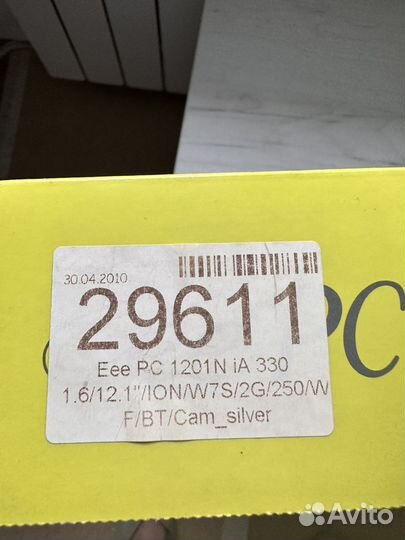 30.04.2010
29611
PC
Eee PC 1201N iA 330
1.6/12.1"/ION/W7S/2G/250/W
F/BT/Cam_silver
Avito